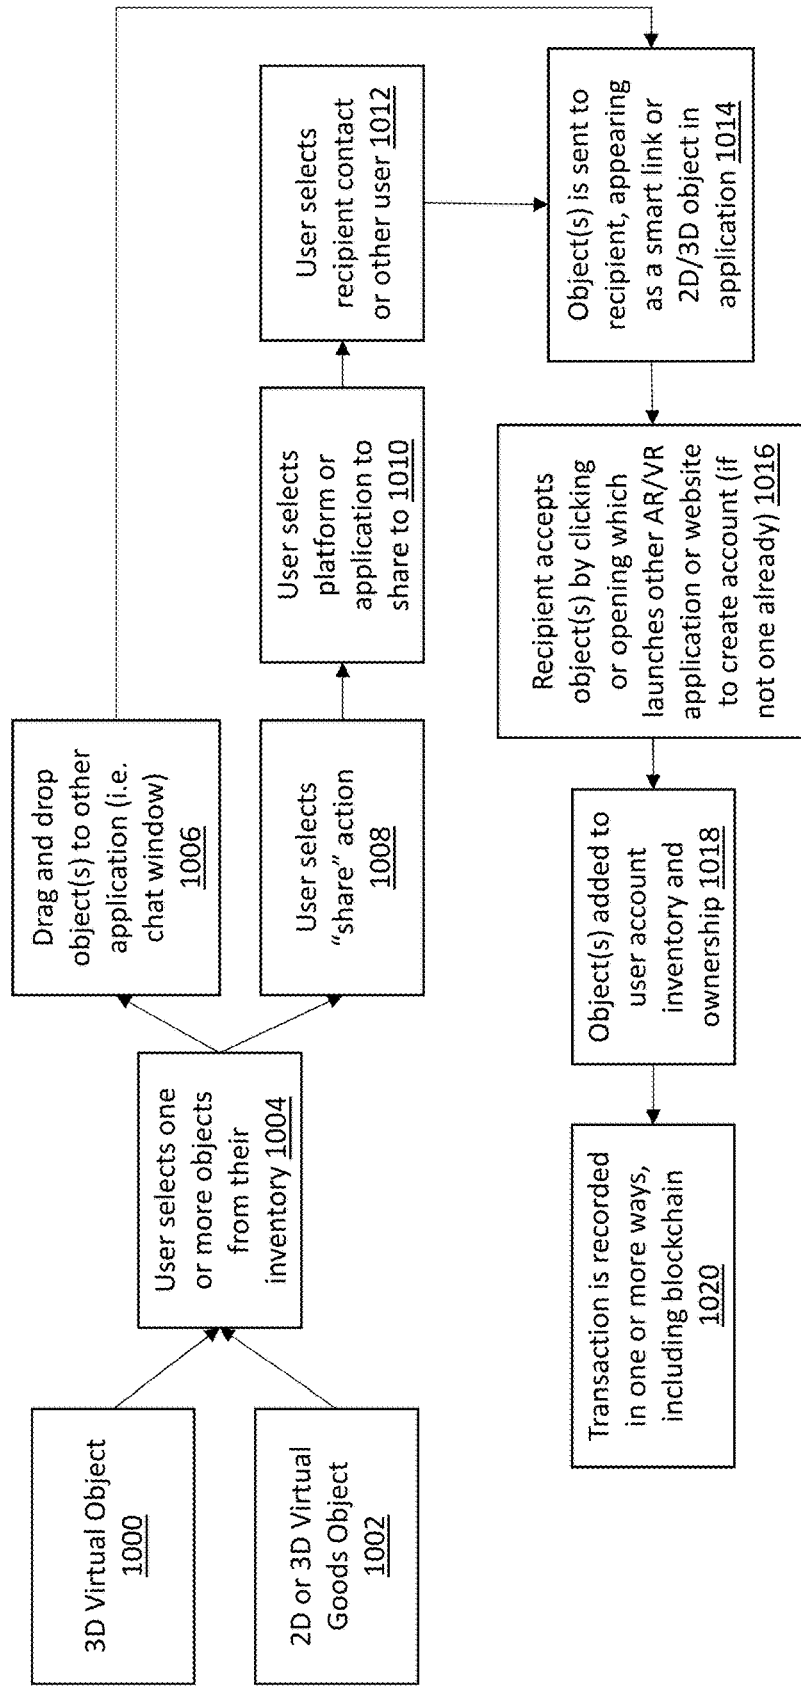 3D Virtual Object
1000
2D or 3D Virtual
Goods Object
1002
User selects one
or more objects
from their
inventory 1004
Drag and drop
object(s) to other
application (i.e.
chat window)
1006
User selects
“share” action
1008
User selects
platform or
application to
share to 1010
User selects
recipient contact
or other user 1012
Object(s) is sent to
recipient, appearing
as a smart link or
2D/3D object in
application 1014
Recipient accepts
object(s) by clicking
or opening which
launches other AR/VR
application or website
to create account (if
not one already) 1016
Object(s) added to
user account
inventory and
ownership 1018
Transaction is recorded
in one or more ways,
including blockchain
1020